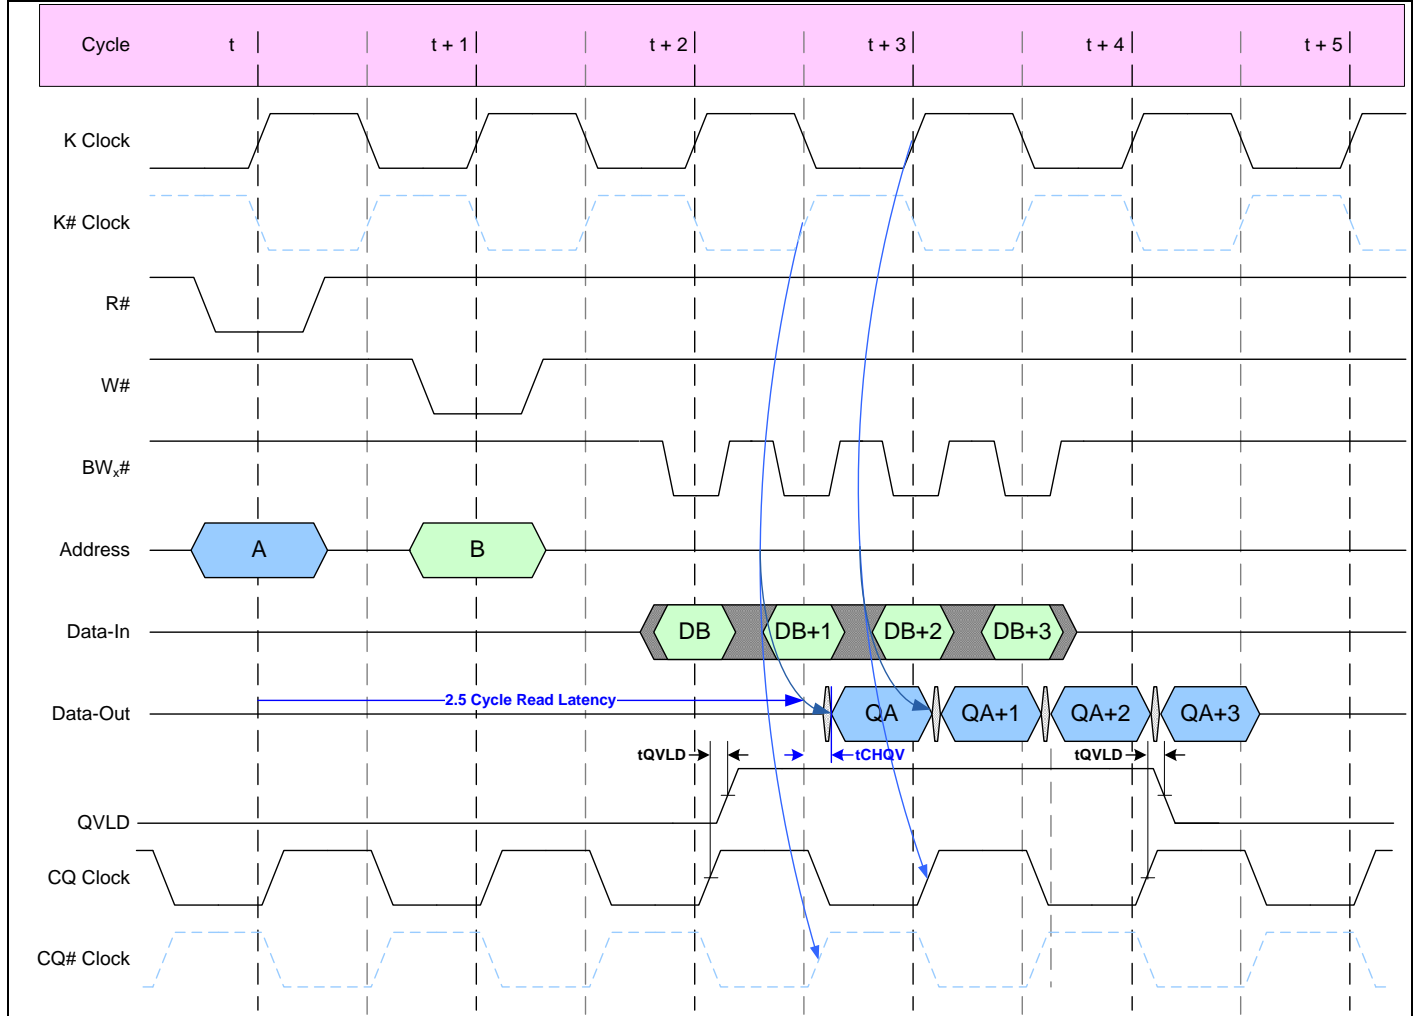 Cycle t t + 1 t + 2 t + 3 t + 4 t + 5
K Clock
K# Clock
R#
W#
BWx#
Address A B
Data-In DB DB+1 DB+2 DB+3
2.5 Cycle Read Latency
Data-Out QA QA+1 QA+2 QA+3
tQVLD tCHQV tQVLD
QVLD
CQ Clock
CQ# Clock